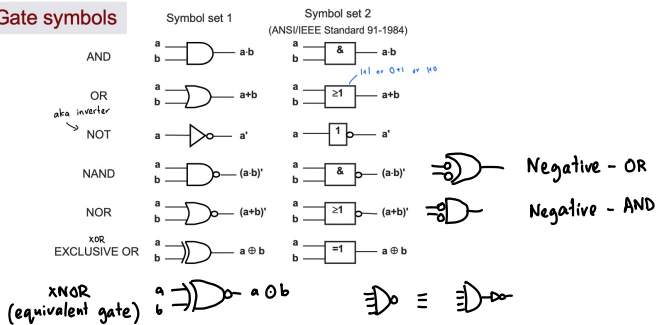 Gate symbols
Symbol set 1
Symbol set 2
(ANSI/IEEE Standard 91-1984)
AND
a
b
a·b
a
b
&
a·b
1+1 or 0+1 or 1+0
OR
a
b
a+b
a
b
≥1
a+b
aka inverter
NOT
a
a'
a
1
a'
NAND
a
b
(a·b)'
a
b
&
(a·b)'
Negative - OR
NOR
a
b
(a+b)'
a
b
≥1
(a+b)'
Negative - AND
XOR
EXCLUSIVE OR
a
b
a ⊕ b
a
b
=1
a ⊕ b
XNOR
(equivalent gate)
a
b
a ⊙ b
≡